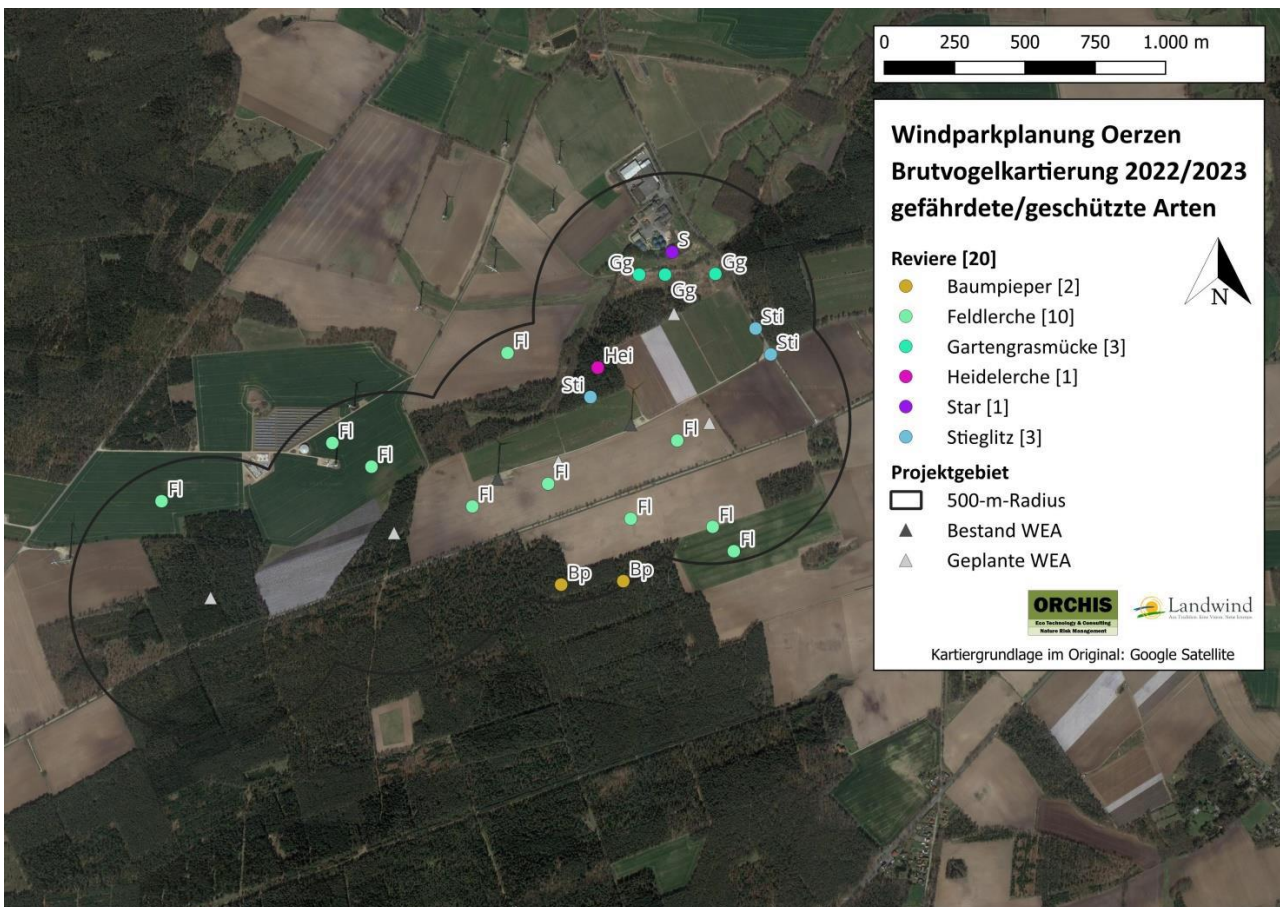 0 250 500 750 1.000 m
Windparkplanung Oerzen
Brutvogelkartierung 2022/2023
gefährdete/geschützte Arten
Reviere [20]
Baumpieper [2]
Feldlerche [10]
Gartengrasmücke [3]
Heidelerche [1]
Star [1]
Stieglitz [3]
Projektgebiet
500-m-Radius
Bestand WEA
Geplante WEA
N
ORCHIS
Eco Technology & Consulting
Nature Risk Management
Landwind
Kartiergrundlage im Original: Google Satellite
S
Gg
Gg
Gg
Sti
Sti
Fl
Hei
Sti
Fl
Fl
Fl
Fl
Fl
Fl
Fl
Fl
Fl
Bp
Bp